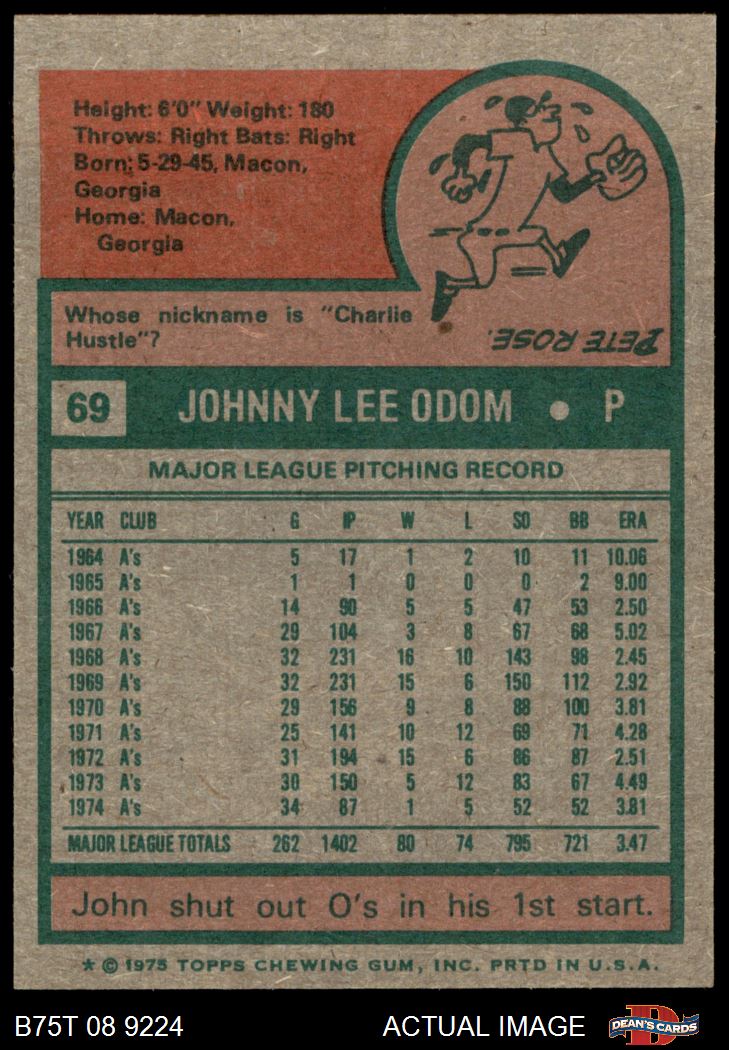 Height: 6'0" Weight: 180
Throws: Right Bats: Right
Born: 5-29-45, Macon,
Georgia
Home: Macon,
Georgia
Whose nickname is "Charlie
Hustle"?
PETE ROSE.
69 JOHNNY LEE ODOM • P
MAJOR LEAGUE PITCHING RECORD
YEAR CLUB G IP W L SO BB ERA
1964 A's 5 17 1 2 10 11 10.06
1965 A's 1 1 0 0 0 2 9.00
1966 A's 14 90 5 5 47 53 2.50
1967 A's 29 104 3 8 67 68 5.02
1968 A's 32 231 16 10 143 98 2.45
1969 A's 32 231 15 6 150 112 2.92
1970 A's 29 156 9 8 88 100 3.81
1971 A's 25 141 10 12 69 71 4.28
1972 A's 31 194 15 6 86 87 2.51
1973 A's 30 150 5 12 83 67 4.49
1974 A's 34 87 1 5 52 52 3.81
MAJOR LEAGUE TOTALS 262 1402 80 74 795 721 3.47
John shut out O's in his 1st start.
* © 1975 TOPPS CHEWING GUM, INC. PRTD IN U.S.A.
B75T 08 9224 ACTUAL IMAGE DEAN'S CARDS